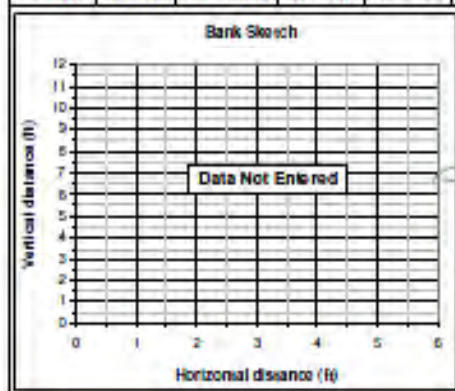 Bank Sketch
12
11
10
9
8
7
6
5
4
3
2
1
0
Vertical distance (ft)
Data Not Entered
0 1 2 3 4 5 6
Horizontal distance (ft)